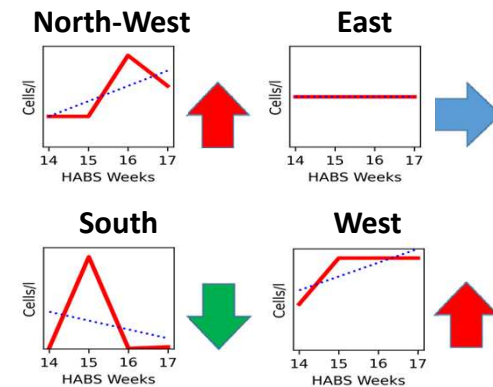 North-West
Cells/l
14 15 16 17
HABS Weeks
East
Cells/l
14 15 16 17
HABS Weeks
South
Cells/l
14 15 16 17
HABS Weeks
West
Cells/l
14 15 16 17
HABS Weeks